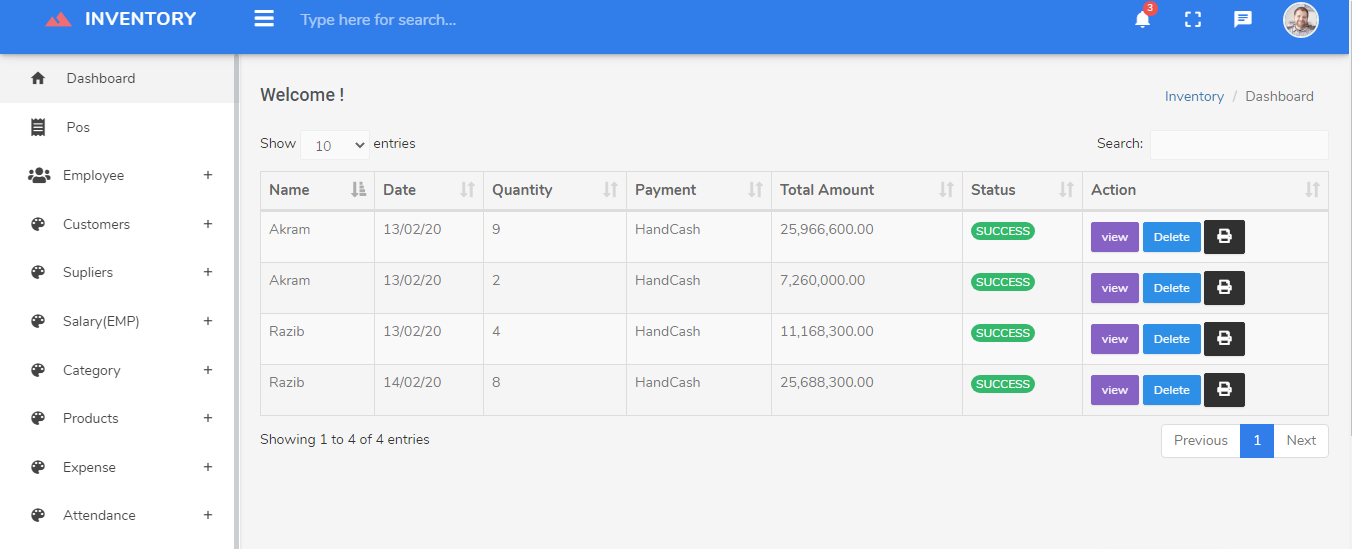 INVENTORY Type here for search... 3
Dashboard
Pos
Employee +
Customers +
Supliers +
Salary(EMP) +
Category +
Products +
Expense +
Attendance +
Welcome ! Inventory / Dashboard
Show 10 entries Search:
Name Date Quantity Payment Total Amount Status Action
Akram 13/02/20 9 HandCash 25,966,600.00 SUCCESS view Delete
Akram 13/02/20 2 HandCash 7,260,000.00 SUCCESS view Delete
Razib 13/02/20 4 HandCash 11,168,300.00 SUCCESS view Delete
Razib 14/02/20 8 HandCash 25,688,300.00 SUCCESS view Delete
Showing 1 to 4 of 4 entries Previous 1 Next